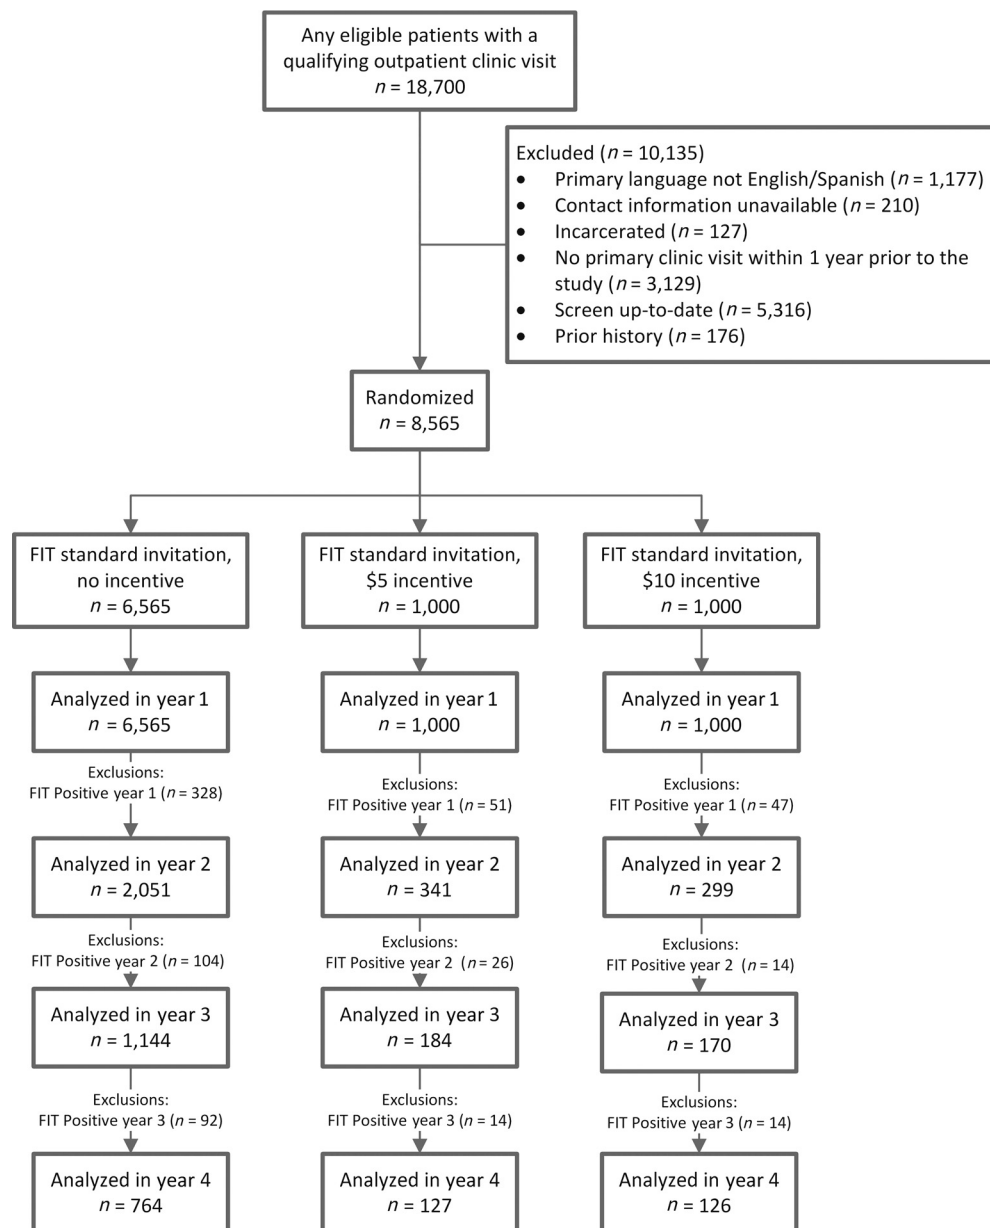 Any eligible patients with a
qualifying outpatient clinic visit
n = 18,700
Excluded (n = 10,135)
• Primary language not English/Spanish (n = 1,177)
• Contact information unavailable (n = 210)
• Incarcerated (n = 127)
• No primary clinic visit within 1 year prior to the
study (n = 3,129)
• Screen up-to-date (n = 5,316)
• Prior history (n = 176)
Randomized
n = 8,565
FIT standard invitation,
no incentive
n = 6,565
FIT standard invitation,
$5 incentive
n = 1,000
FIT standard invitation,
$10 incentive
n = 1,000
Analyzed in year 1
n = 6,565
Analyzed in year 1
n = 1,000
Analyzed in year 1
n = 1,000
Exclusions:
FIT Positive year 1 (n = 328)
Exclusions:
FIT Positive year 1 (n = 51)
Exclusions:
FIT Positive year 1 (n = 47)
Analyzed in year 2
n = 2,051
Analyzed in year 2
n = 341
Analyzed in year 2
n = 299
Exclusions:
FIT Positive year 2 (n = 104)
Exclusions:
FIT Positive year 2 (n = 26)
Exclusions:
FIT Positive year 2 (n = 14)
Analyzed in year 3
n = 1,144
Analyzed in year 3
n = 184
Analyzed in year 3
n = 170
Exclusions:
FIT Positive year 3 (n = 92)
Exclusions:
FIT Positive year 3 (n = 14)
Exclusions:
FIT Positive year 3 (n = 14)
Analyzed in year 4
n = 764
Analyzed in year 4
n = 127
Analyzed in year 4
n = 126